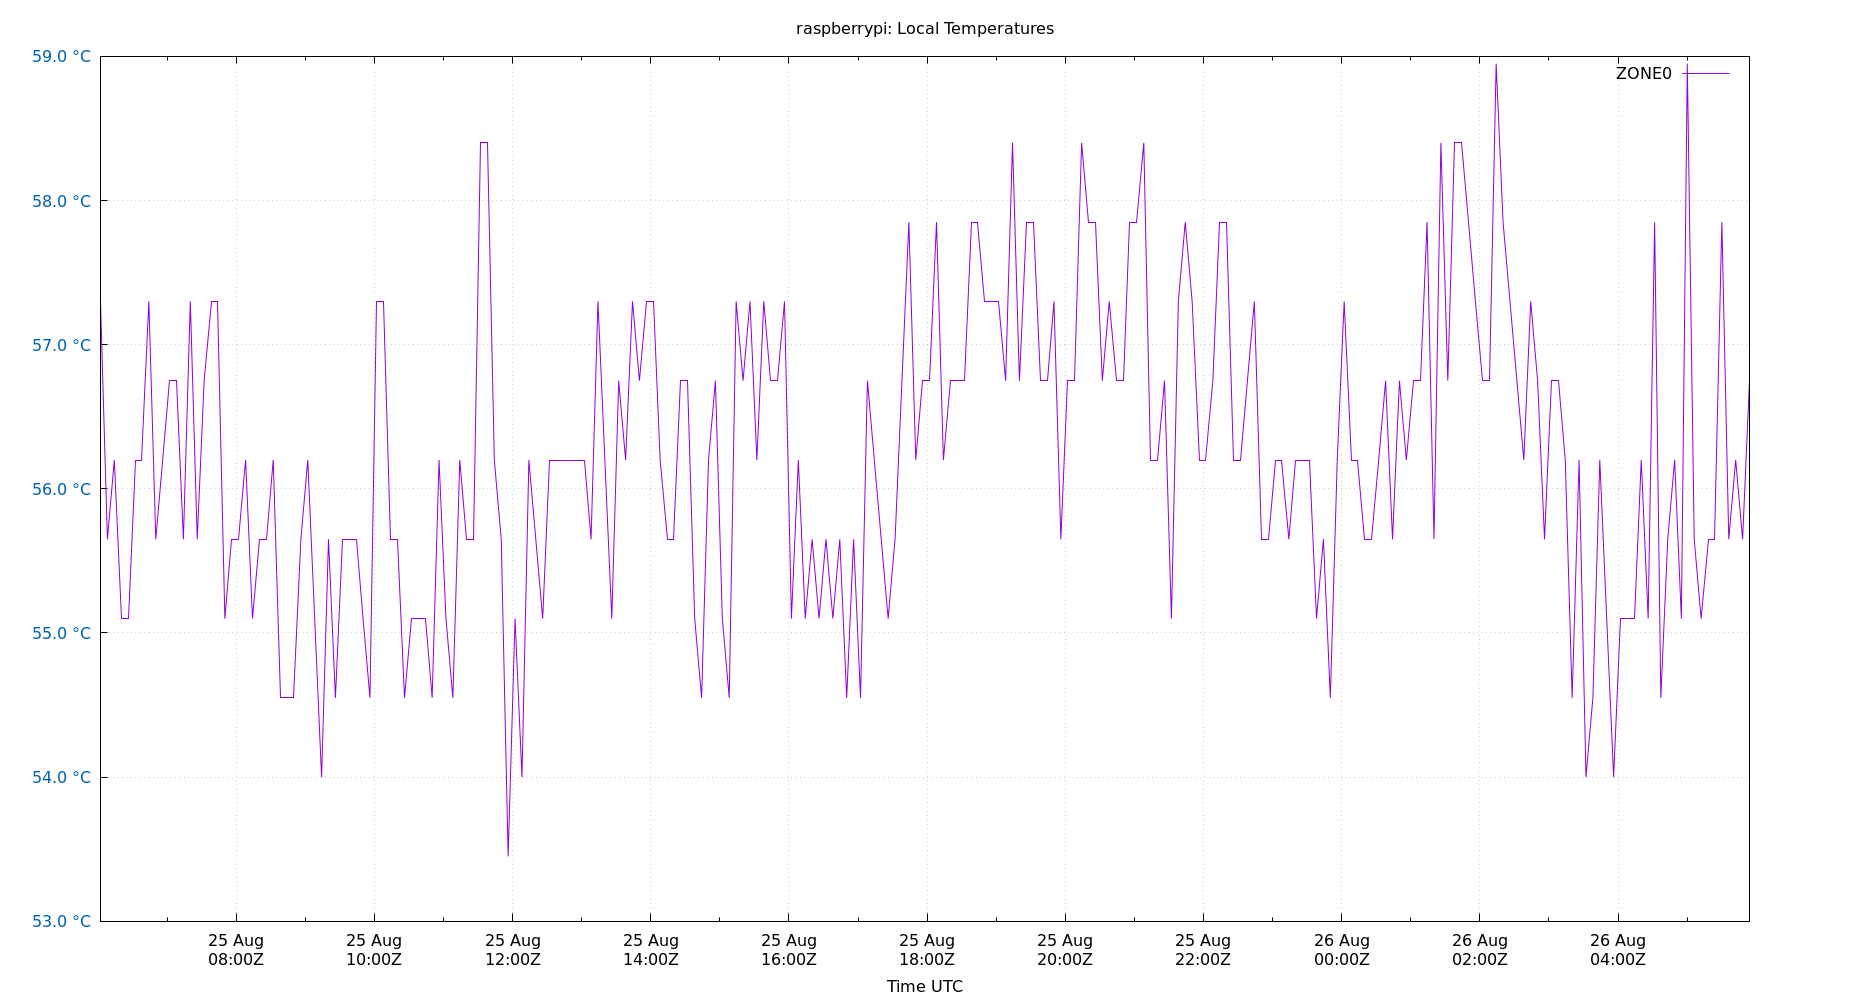 raspberrypi: Local Temperatures
59.0 °C
ZONE0
58.0 °C
57.0 °C
56.0 °C
55.0 °C
54.0 °C
53.0 °C
25 Aug 25 Aug 25 Aug 25 Aug 25 Aug 25 Aug 25 Aug 25 Aug 26 Aug 26 Aug 26 Aug
08:00Z 10:00Z 12:00Z 14:00Z 16:00Z 18:00Z 20:00Z 22:00Z 00:00Z 02:00Z 04:00Z
Time UTC